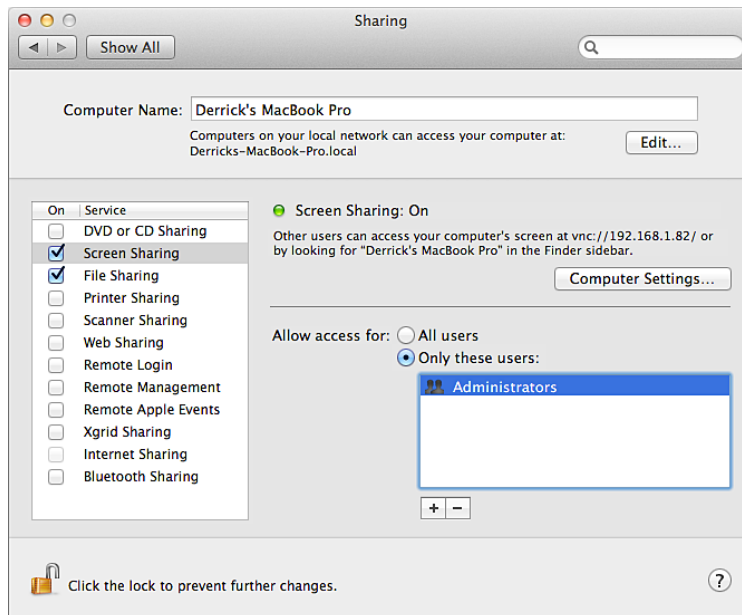 Sharing
Show All
Computer Name: Derrick's MacBook Pro
Computers on your local network can access your computer at:
Derricks-MacBook-Pro.local
Edit...
On Service
DVD or CD Sharing
Screen Sharing
File Sharing
Printer Sharing
Scanner Sharing
Web Sharing
Remote Login
Remote Management
Remote Apple Events
Xgrid Sharing
Internet Sharing
Bluetooth Sharing
Screen Sharing: On
Other users can access your computer's screen at vnc://192.168.1.82/ or
by looking for "Derrick's MacBook Pro" in the Finder sidebar.
Computer Settings...
Allow access for: All users
Only these users:
Administrators
+ −
Click the lock to prevent further changes.
?